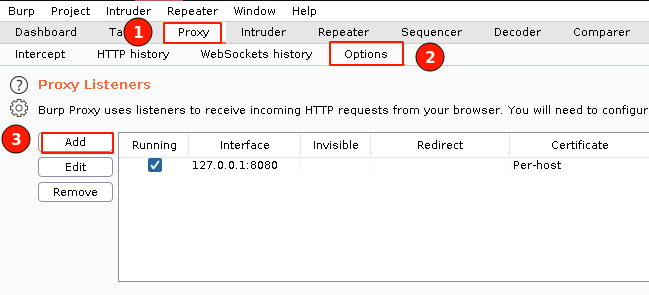 Burp Project Intruder Repeater Window Help
1
Dashboard Ta Proxy Intruder Repeater Sequencer Decoder Comparer
Intercept HTTP history WebSockets history Options 2
? Proxy Listeners
Burp Proxy uses listeners to receive incoming HTTP requests from your browser. You will need to configur
3 Add
Running Interface Invisible Redirect Certificate
Edit 127.0.0.1:8080 Per-host
Remove